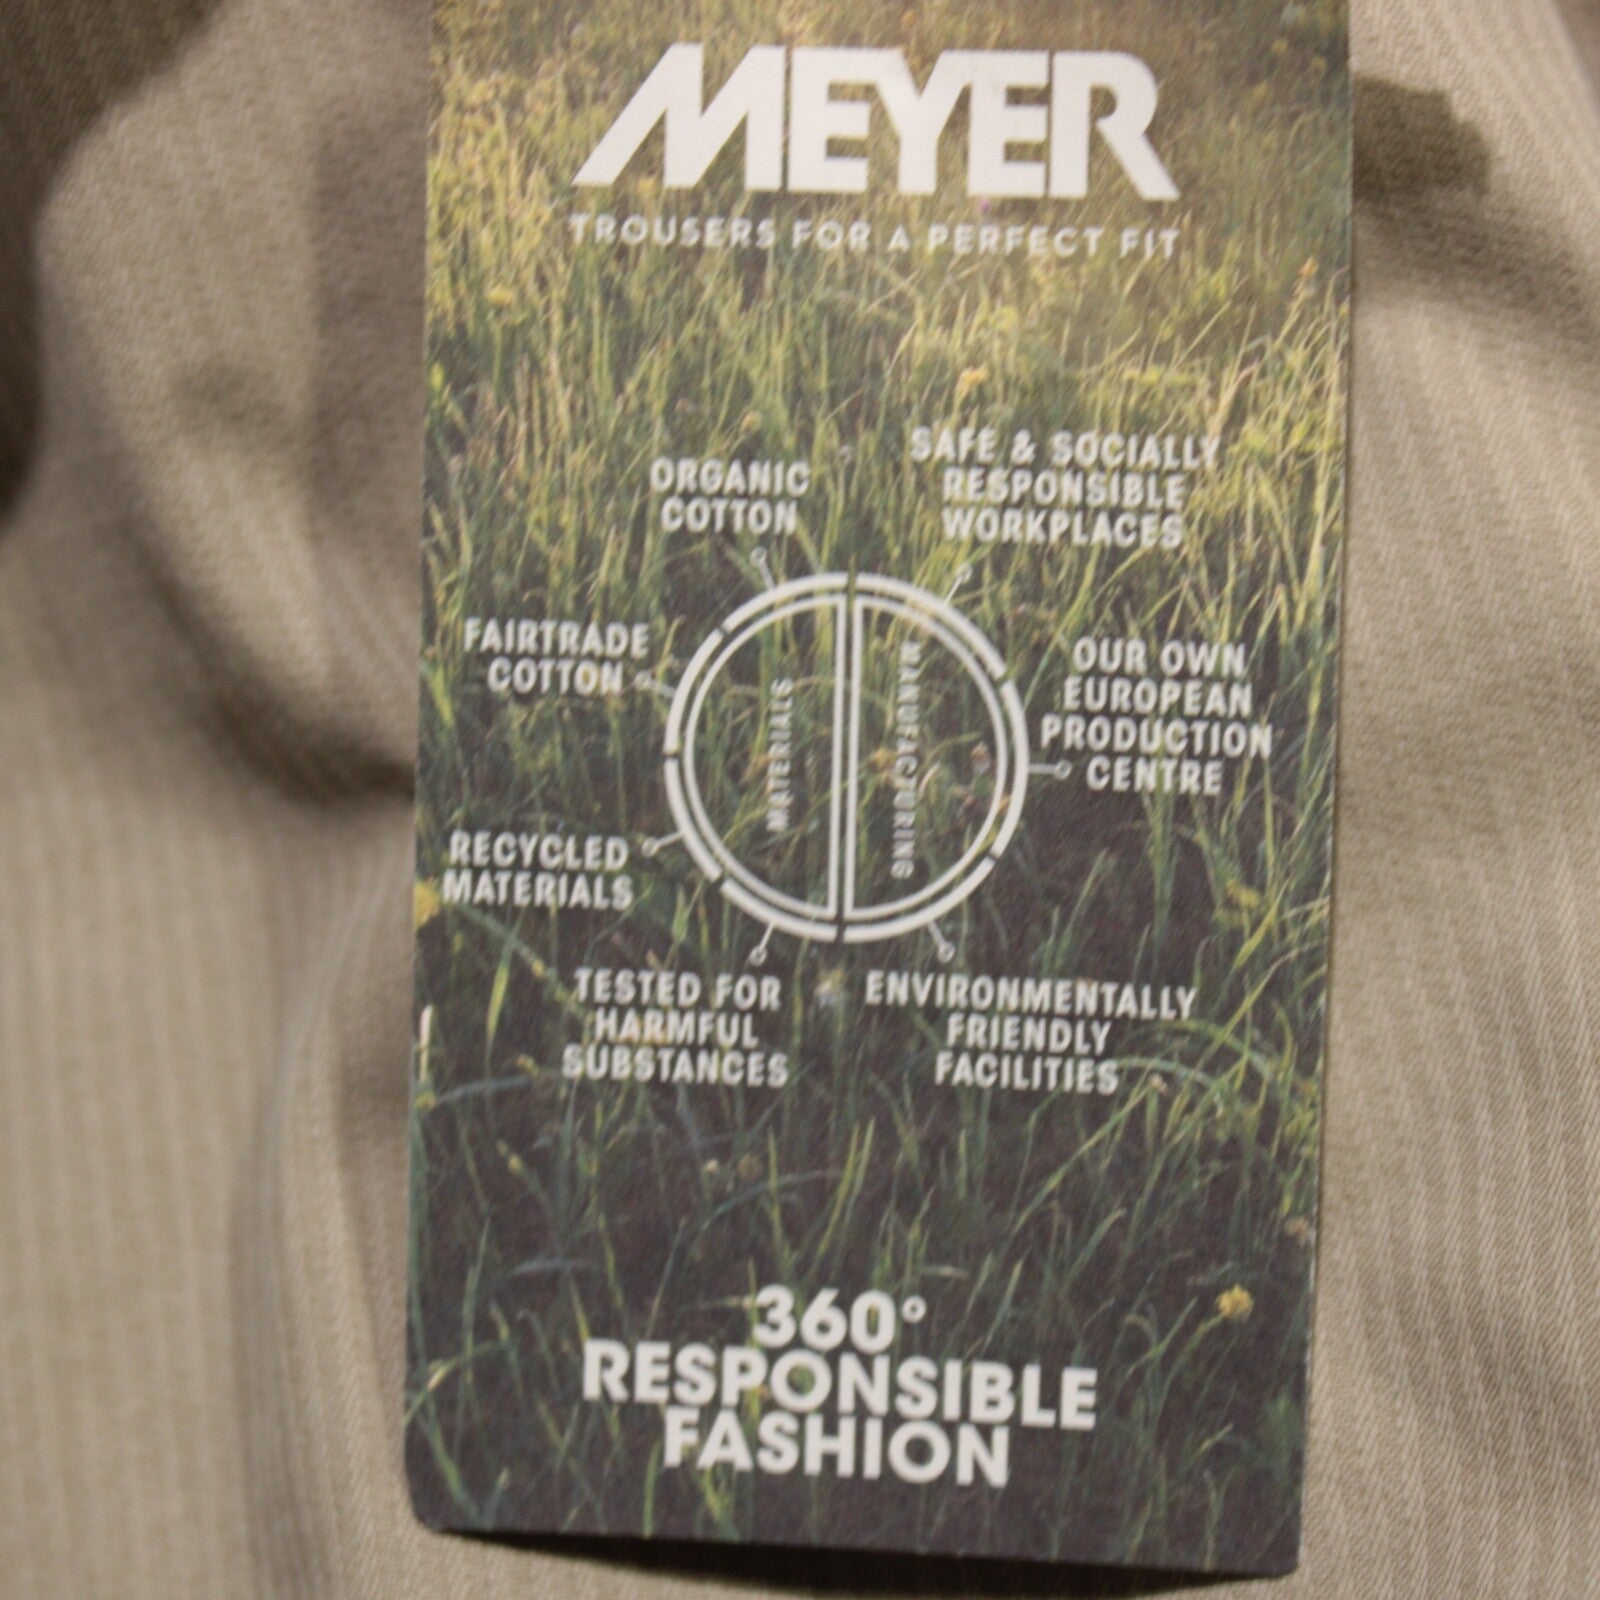 MEYER
TROUSERS FOR A PERFECT FIT
ORGANIC
COTTON
SAFE & SOCIALLY
RESPONSIBLE
WORKPLACES
FAIRTRADE
COTTON
OUR OWN
EUROPEAN
PRODUCTION
CENTRE
MATERIALS
MANUFACTURING
RECYCLED
MATERIALS
TESTED FOR
HARMFUL
SUBSTANCES
ENVIRONMENTALLY
FRIENDLY
FACILITIES
360°
RESPONSIBLE
FASHION